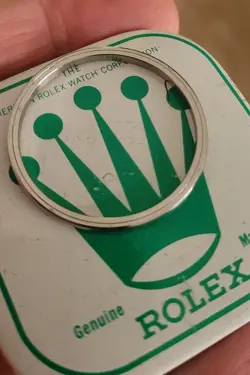 THE
ROLEX WATCH CORPORATION
Genuine
ROLEX